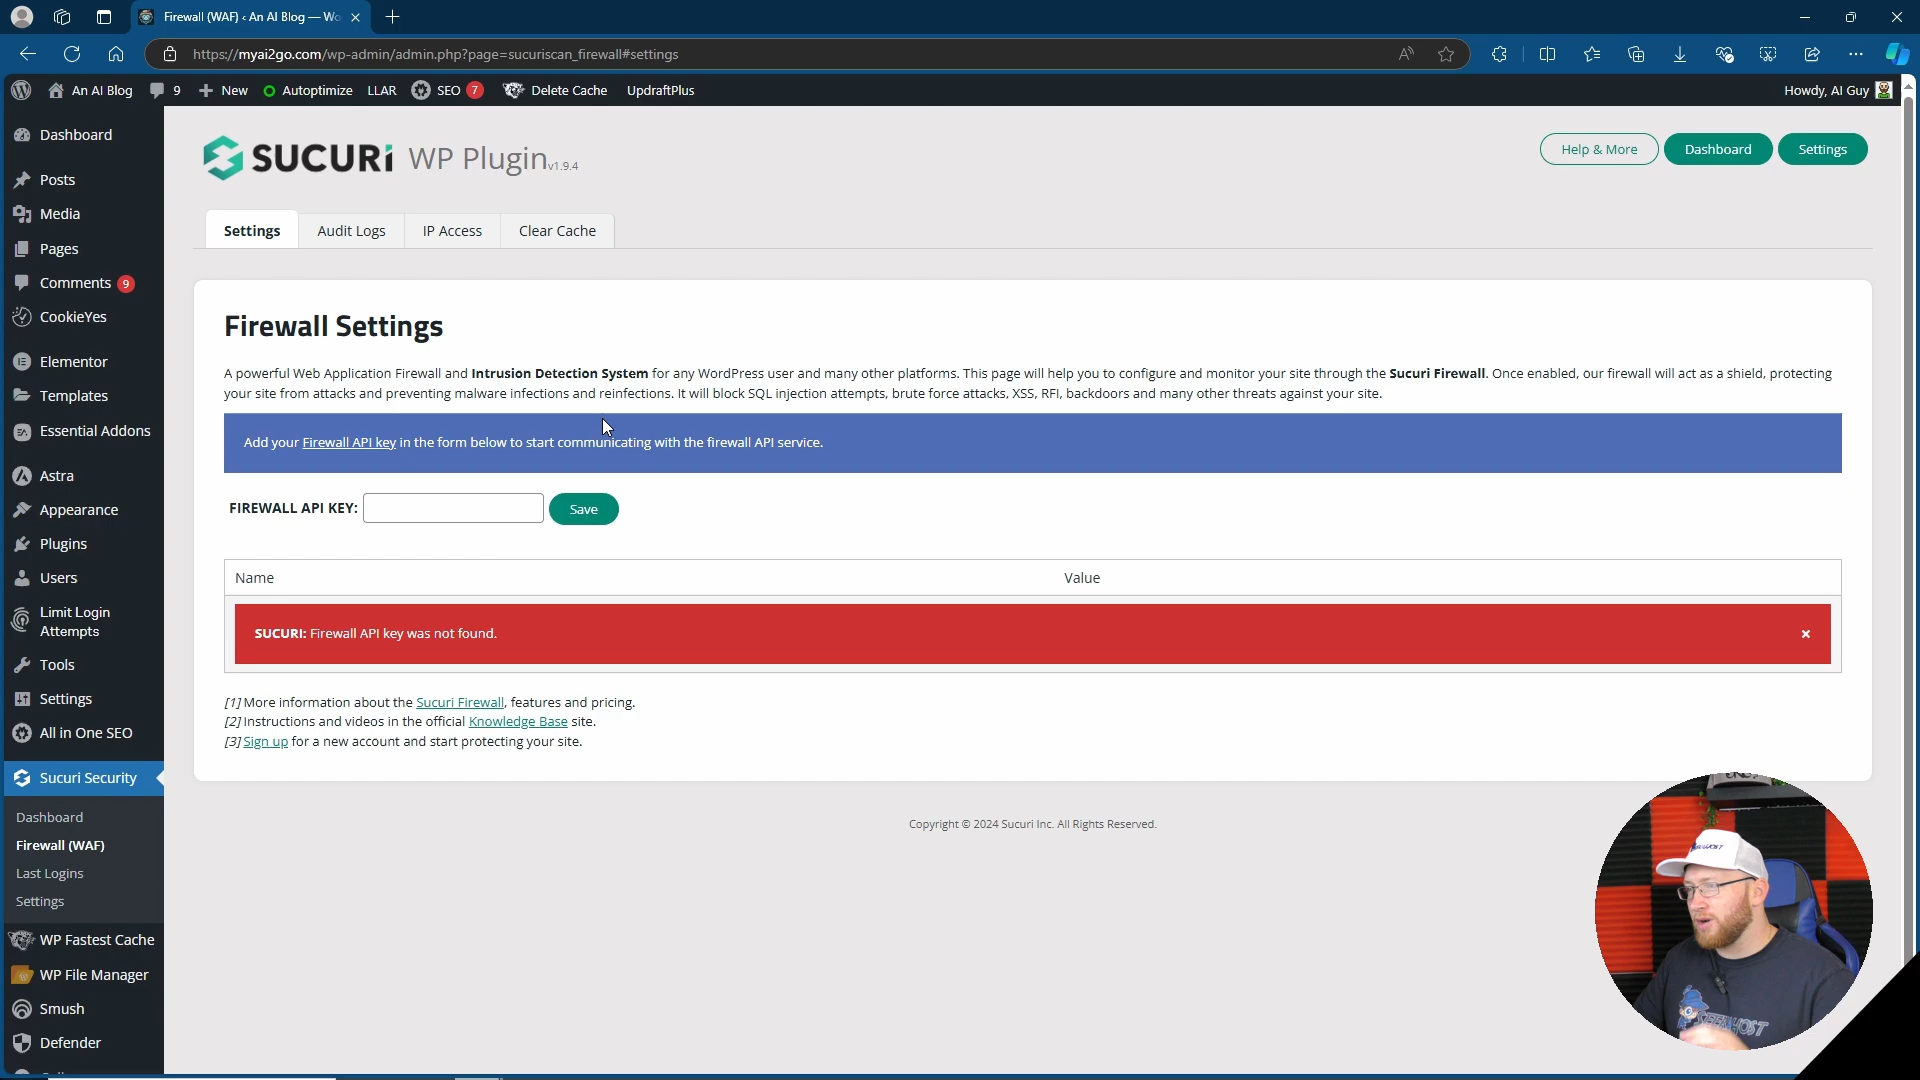 Firewall (WAF) ‹ An AI Blog — Wo
https://myai2go.com/wp-admin/admin.php?page=sucuriscan_firewall#settings
An AI Blog
9
New
Autoptimize
LLAR
SEO
7
Delete Cache
UpdraftPlus
Howdy, AI Guy
Dashboard
Posts
Media
Pages
Comments 9
CookieYes
Elementor
Templates
Essential Addons
Astra
Appearance
Plugins
Users
Limit Login
Attempts
Tools
Settings
All in One SEO
Sucuri Security
Dashboard
Firewall (WAF)
Last Logins
Settings
WP Fastest Cache
WP File Manager
Smush
Defender
SUCURi WP Plugin v1.9.4
Help & More
Dashboard
Settings
Settings
Audit Logs
IP Access
Clear Cache
Firewall Settings
A powerful Web Application Firewall and Intrusion Detection System for any WordPress user and many other platforms. This page will help you to configure and monitor your site through the Sucuri Firewall. Once enabled, our firewall will act as a shield, protecting
your site from attacks and preventing malware infections and reinfections. It will block SQL injection attempts, brute force attacks, XSS, RFI, backdoors and many other threats against your site.
Add your Firewall API key in the form below to start communicating with the firewall API service.
FIREWALL API KEY:
Save
Name
Value
SUCURI: Firewall API key was not found.
[1] More information about the Sucuri Firewall, features and pricing.
[2] Instructions and videos in the official Knowledge Base site.
[3] Sign up for a new account and start protecting your site.
Copyright © 2024 Sucuri Inc. All Rights Reserved.